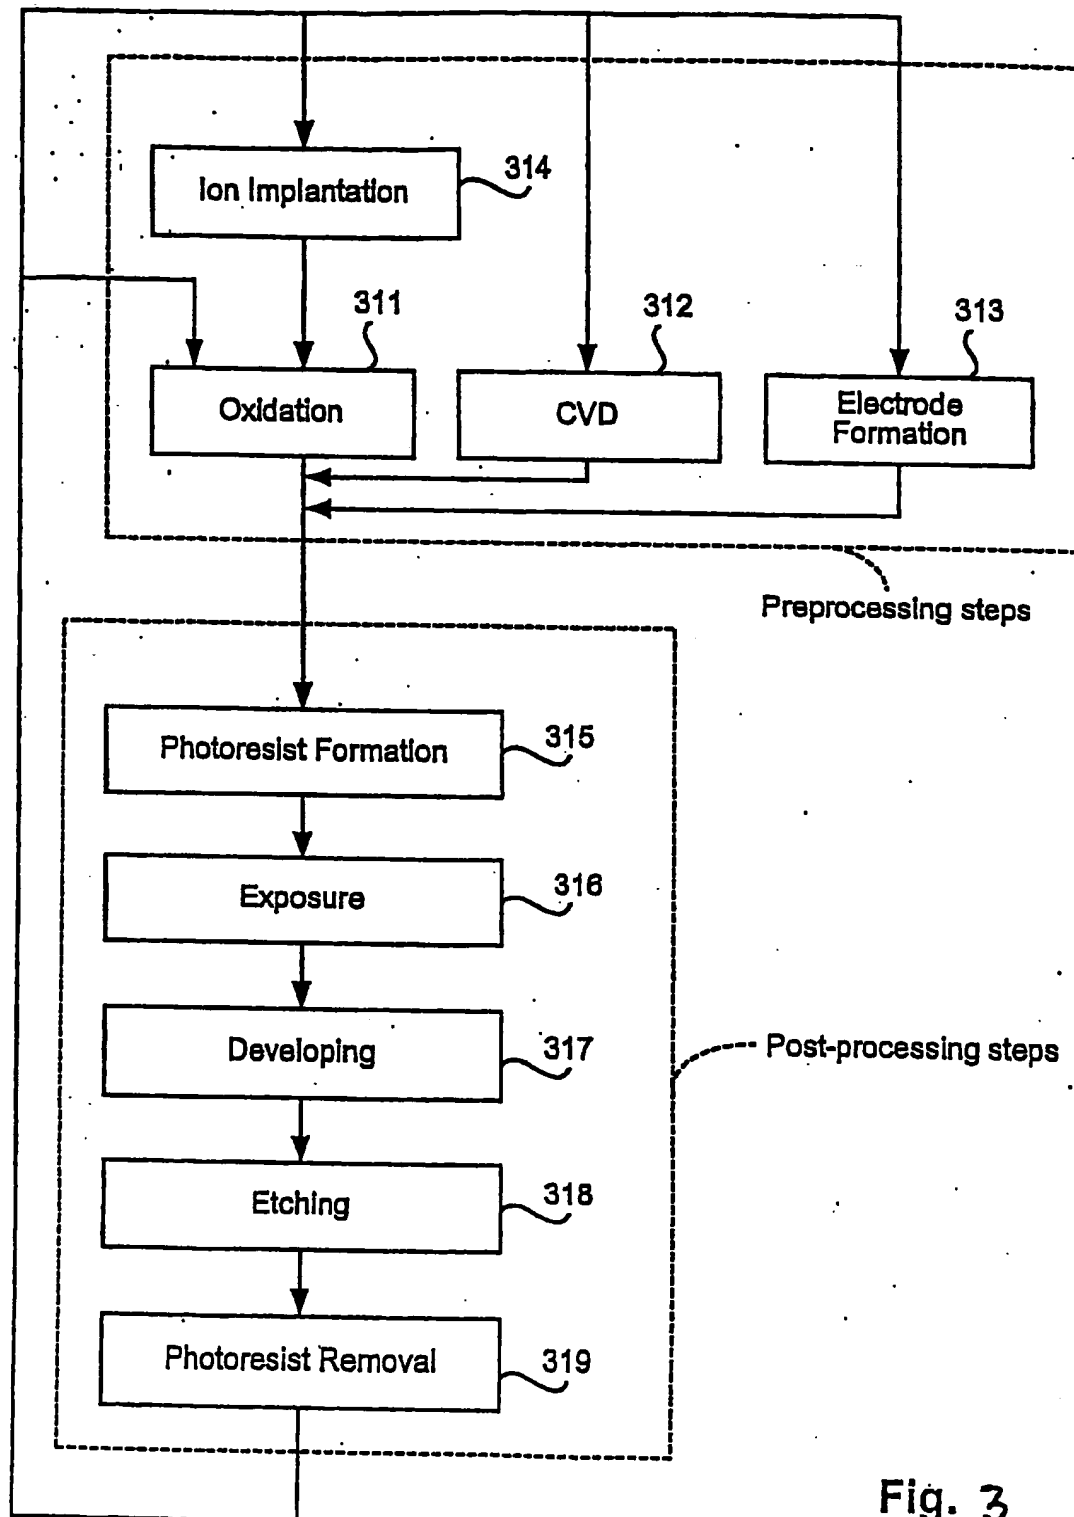 Ion Implantation
314
311
312
313
Oxidation
CVD
Electrode
Formation
Preprocessing steps
Photoresist Formation
315
Exposure
316
Developing
317
Post-processing steps
Etching
318
Photoresist Removal
319
Fig. 3